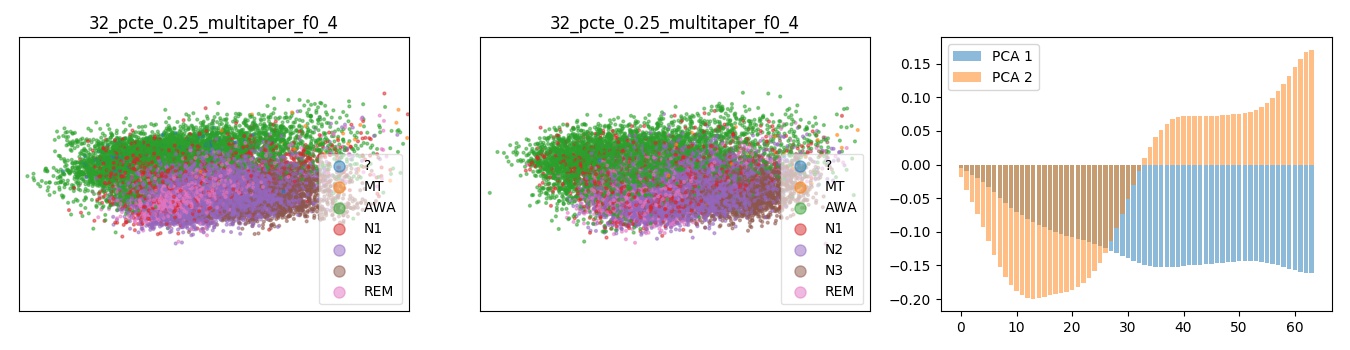 32_pcte_0.25_multitaper_f0_4
?
MT
AWA
N1
N2
N3
REM
32_pcte_0.25_multitaper_f0_4
?
MT
AWA
N1
N2
N3
REM
PCA 1
PCA 2
0.15
0.10
0.05
0.00
−0.05
−0.10
−0.15
−0.20
0 10 20 30 40 50 60